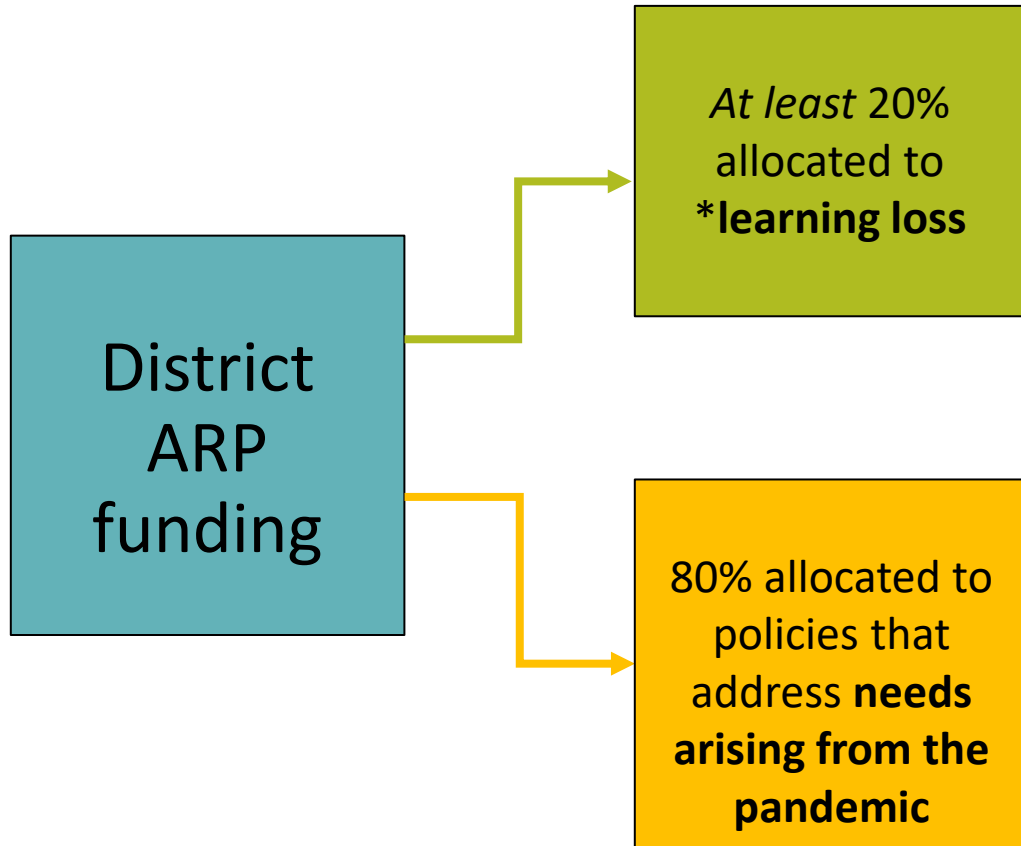 At least 20%
allocated to
*learning loss
District
ARP
funding
80% allocated to
policies that
address needs
arising from the
pandemic